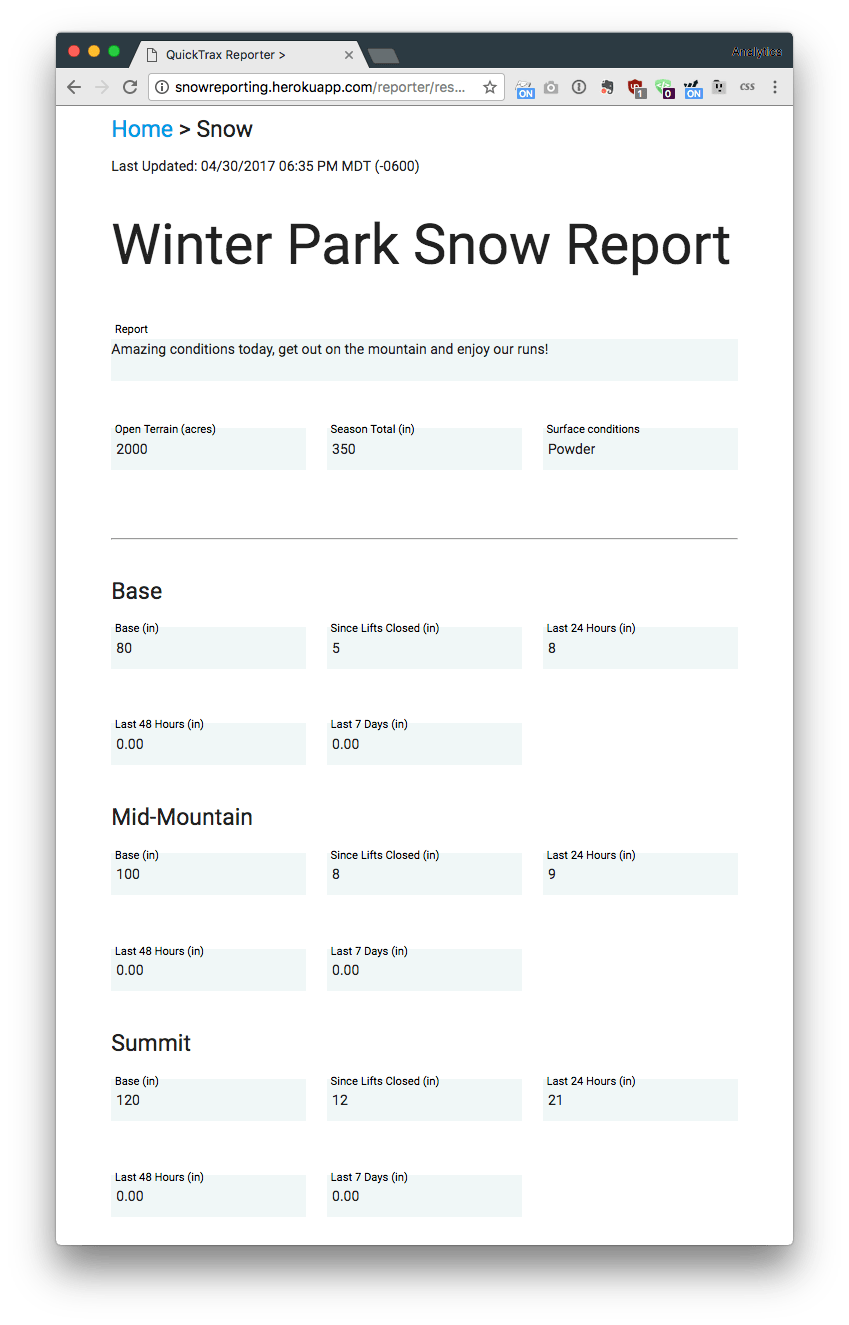 QuickTrax Reporter >
Analytics
snowreporting.herokuapp.com/reporter/res...
ON
1
0
ON
css
Home > Snow
Last Updated: 04/30/2017 06:35 PM MDT (-0600)
Winter Park Snow Report
Report
Amazing conditions today, get out on the mountain and enjoy our runs!
Open Terrain (acres) Season Total (in) Surface conditions
2000 350 Powder
Base
Base (in) Since Lifts Closed (in) Last 24 Hours (in)
80 5 8
Last 48 Hours (in) Last 7 Days (in)
0.00 0.00
Mid-Mountain
Base (in) Since Lifts Closed (in) Last 24 Hours (in)
100 8 9
Last 48 Hours (in) Last 7 Days (in)
0.00 0.00
Summit
Base (in) Since Lifts Closed (in) Last 24 Hours (in)
120 12 21
Last 48 Hours (in) Last 7 Days (in)
0.00 0.00